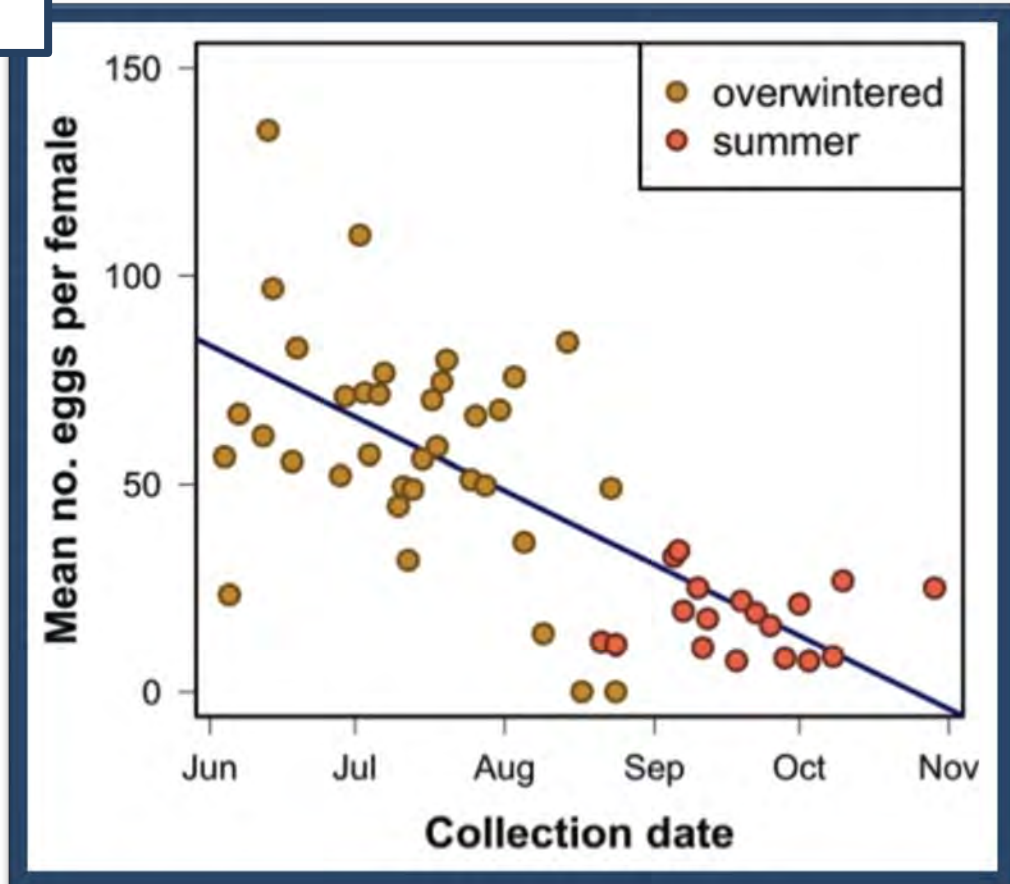 150
100
50
0
Mean no. eggs per female
overwintered
summer
Jun Jul Aug Sep Oct Nov
Collection date